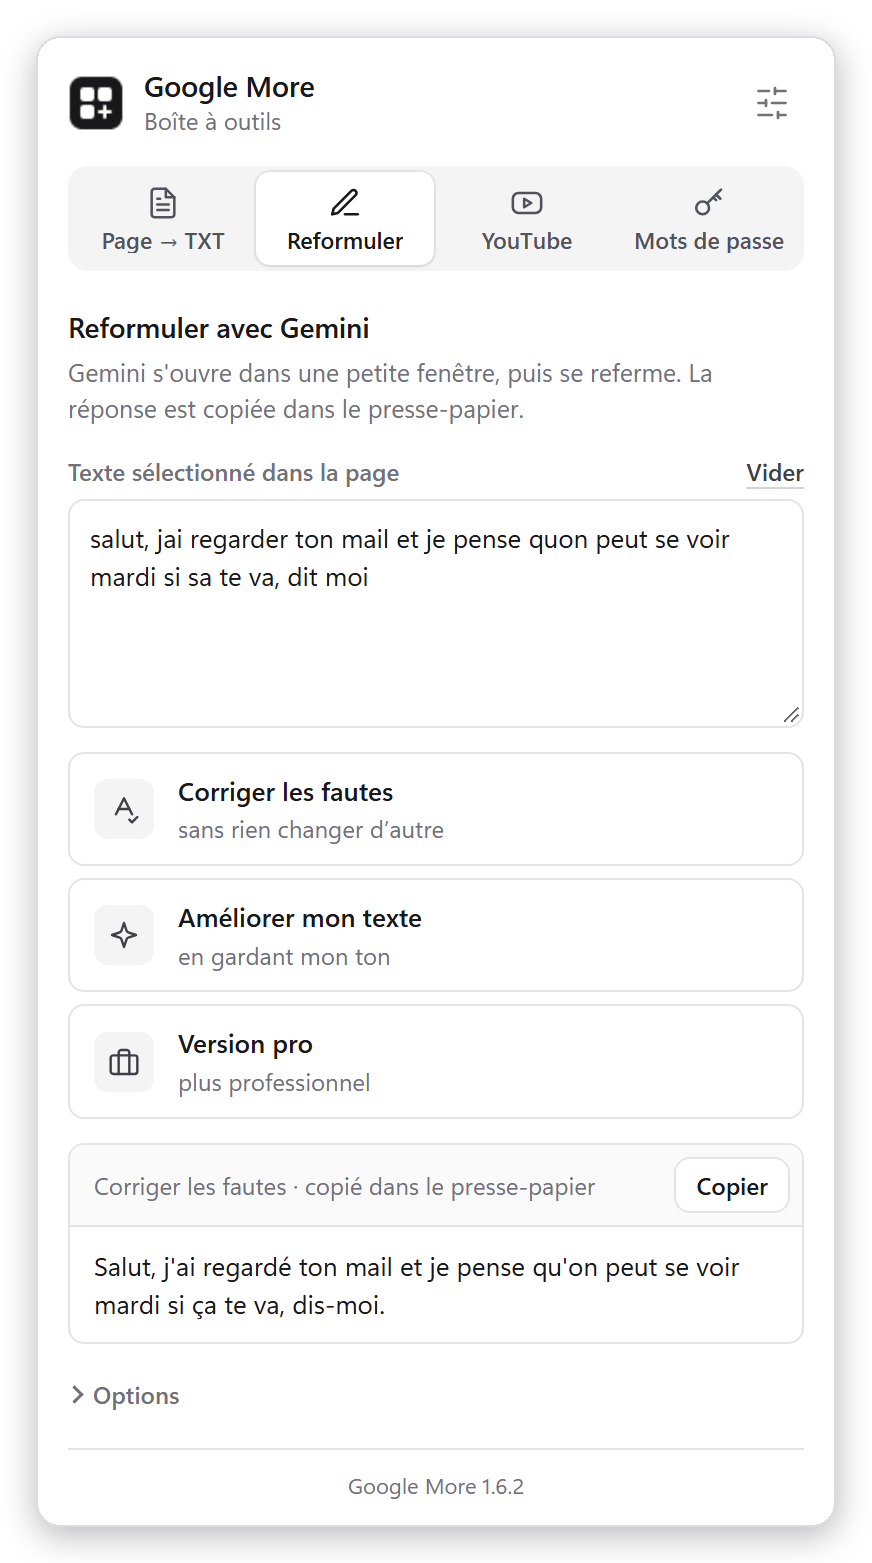 Google More
Boîte à outils
Page → TXT
Reformuler
YouTube
Mots de passe
Reformuler avec Gemini
Gemini s'ouvre dans une petite fenêtre, puis se referme. La
réponse est copiée dans le presse-papier.
Texte sélectionné dans la page
Vider
salut, jai regarder ton mail et je pense quon peut se voir
mardi si sa te va, dit moi
Corriger les fautes
sans rien changer d’autre
Améliorer mon texte
en gardant mon ton
Version pro
plus professionnel
Corriger les fautes · copié dans le presse-papier
Copier
Salut, j'ai regardé ton mail et je pense qu'on peut se voir
mardi si ça te va, dis-moi.
Options
Google More 1.6.2